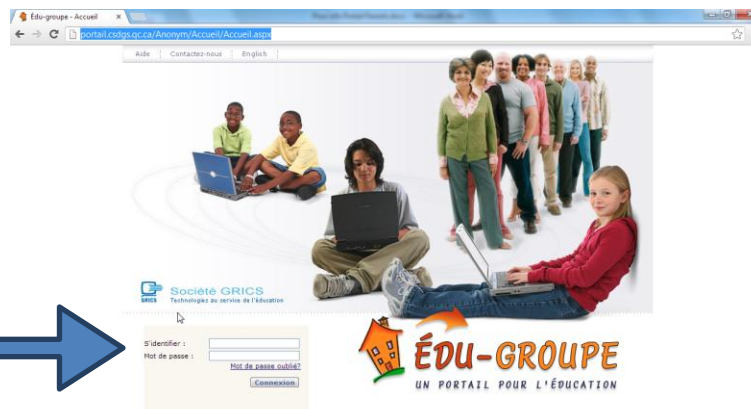 Édu-groupe - Accueil
portail.csdgs.qc.ca/Anonym/Accueil/Accueil.aspx
Aide Contactez-nous English
GRICS
Société GRICS
Technologies au service de l'éducation
S'identifier :
Mot de passe :
Mot de passe oublié?
Connexion
ÉDU-GROUPE
UN PORTAIL POUR L'ÉDUCATION